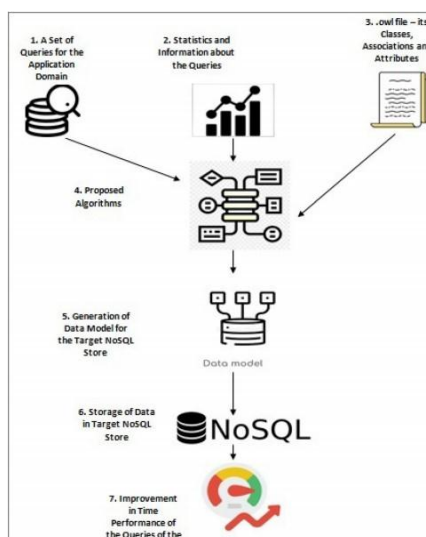 1. A Set of
Queries for the
Application
Domain
2. Statistics and
Information about
the Queries
3. .owl file – its
Classes,
Associations an
Attributes
4. Proposed
Algorithms
5. Generation of
Data Model for
the Target NoSQL
Store
Data model
6. Storage of Data
in Target NoSQL
Store
NoSQL
7. Improvement
in Time
Performance of
the Queries of the